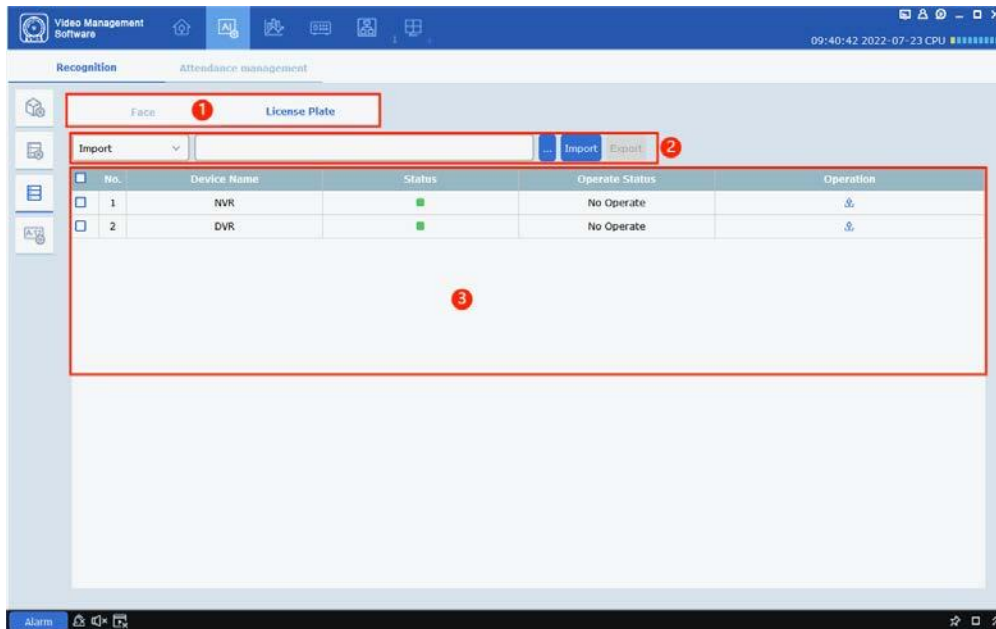 Video Management
Software
09:40:42 2022-07-23 CPU
Recognition Attendance management
Face 1 License Plate
Import ... Import Export 2
No. Device Name Status Operate Status Operation
1 NVR No Operate
2 DVR No Operate
3
Alarm